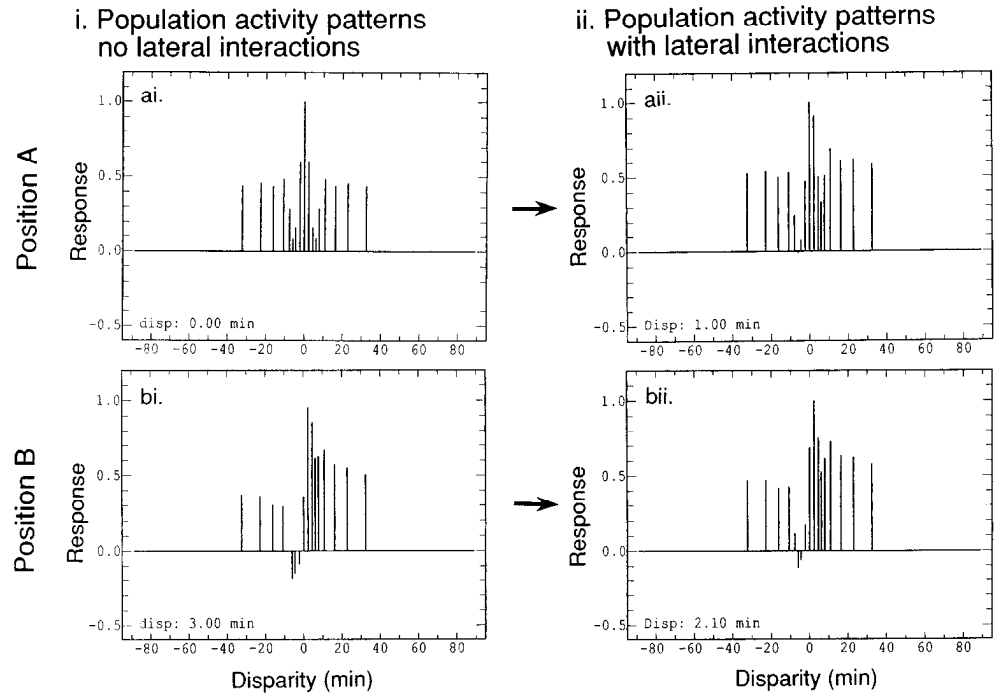 i. Population activity patterns
no lateral interactions
ii. Population activity patterns
with lateral interactions
Position A
Response
ai.
1.0
0.5
0.0
-0.5
disp: 0.00 min
-80 -60 -40 -20 0 20 40 60 80
Response
aii.
1.0
0.5
0.0
-0.5
Disp: 1.00 min
-80 -60 -40 -20 0 20 40 60 80
Position B
Response
bi.
1.0
0.5
0.0
-0.5
disp: 3.00 min
-80 -60 -40 -20 0 20 40 60 80
Disparity (min)
Response
bii.
1.0
0.5
0.0
-0.5
Disp: 2.10 min
-80 -60 -40 -20 0 20 40 60 80
Disparity (min)